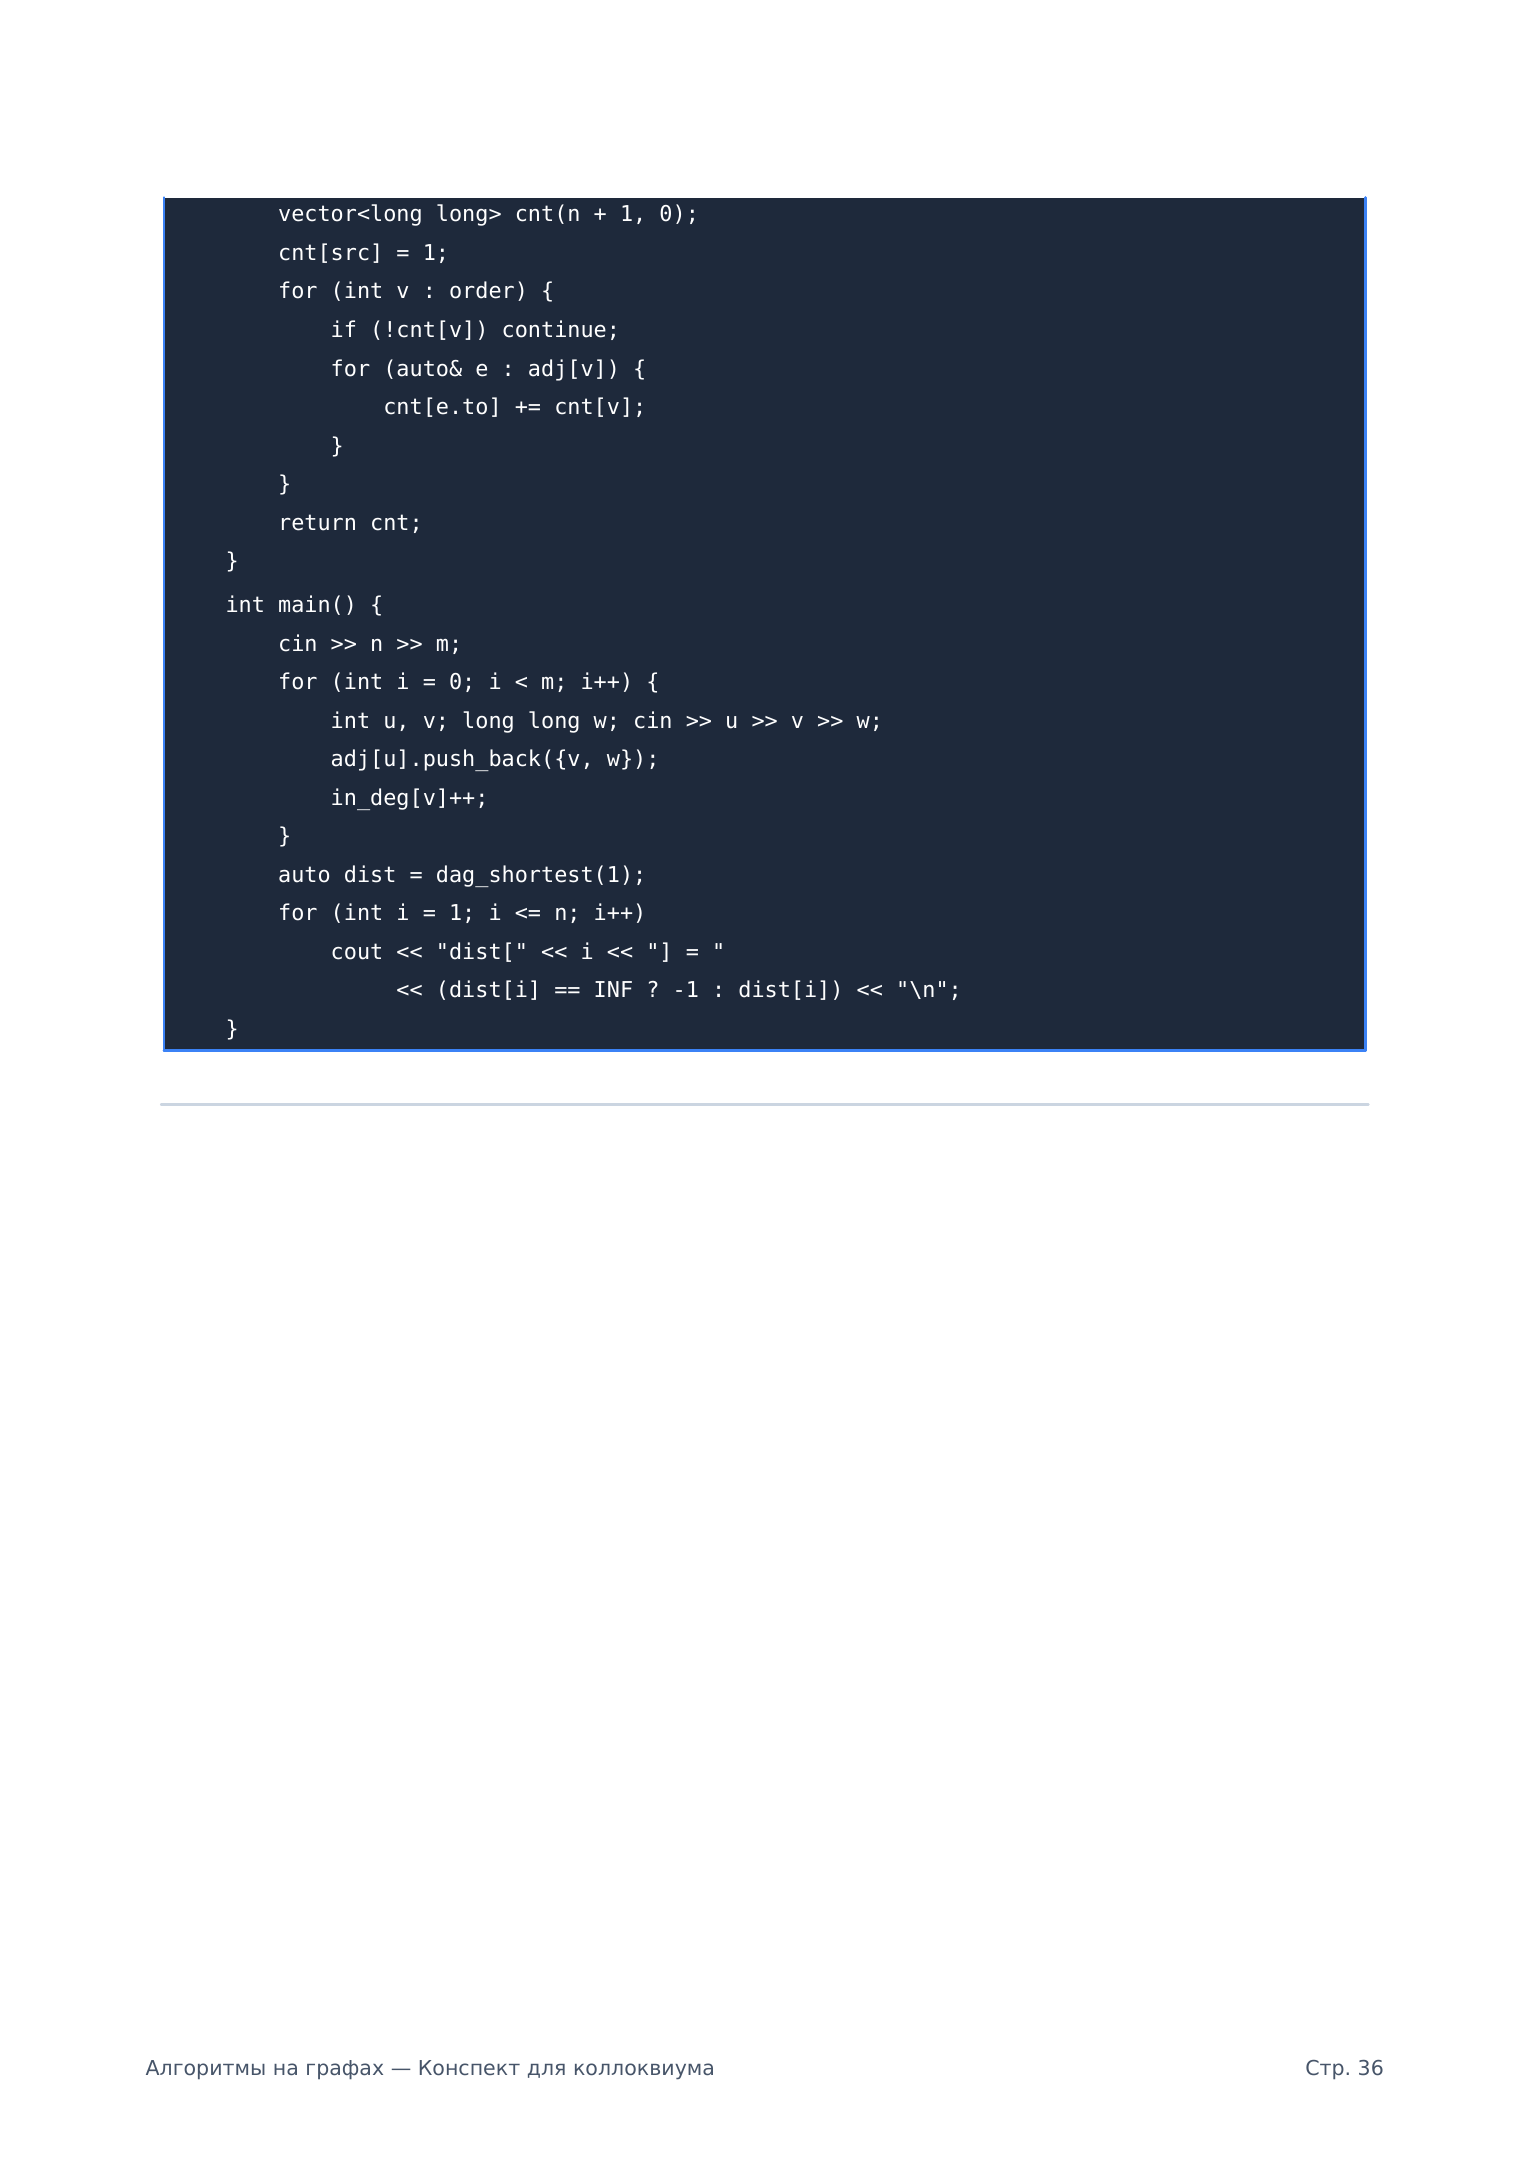 vector<long long> cnt(n + 1, 0);
    cnt[src] = 1;
    for (int v : order) {
        if (!cnt[v]) continue;
        for (auto& e : adj[v]) {
            cnt[e.to] += cnt[v];
        }
    }
    return cnt;
}
int main() {
    cin >> n >> m;
    for (int i = 0; i < m; i++) {
        int u, v; long long w; cin >> u >> v >> w;
        adj[u].push_back({v, w});
        in_deg[v]++;
    }
    auto dist = dag_shortest(1);
    for (int i = 1; i <= n; i++)
        cout << "dist[" << i << "] = "
             << (dist[i] == INF ? -1 : dist[i]) << "\n";
}
Алгоритмы на графах — Конспект для коллоквиума
Стр. 36